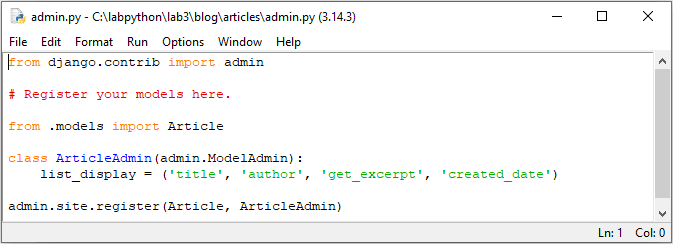 admin.py - C:\labpython\lab3\blog\articles\admin.py (3.14.3)
File Edit Format Run Options Window Help
from django.contrib import admin
# Register your models here.
from .models import Article
class ArticleAdmin(admin.ModelAdmin):
    list_display = ('title', 'author', 'get_excerpt', 'created_date')
admin.site.register(Article, ArticleAdmin)
Ln: 1 Col: 0